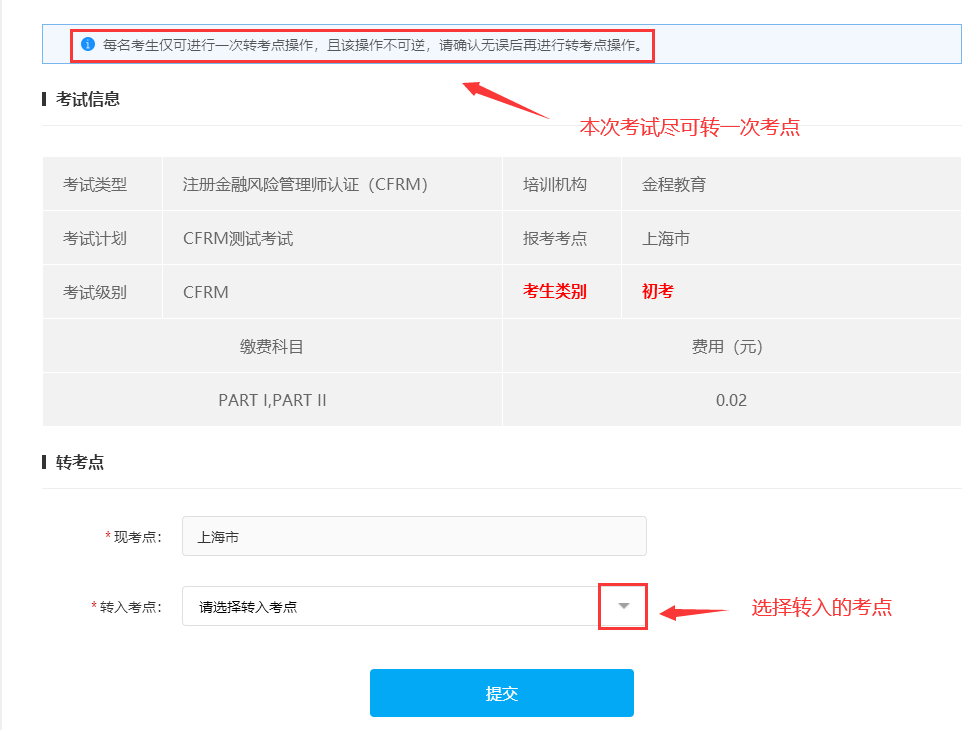 每名考生仅可进行一次转考点操作，且该操作不可逆，请确认无误后再进行转考点操作。
考试信息
本次考试尽可转一次考点
考试类型 注册金融风险管理师认证（CFRM） 培训机构 金程教育
考试计划 CFRM测试考试 报考考点 上海市
考试级别 CFRM 考生类别 初考
缴费科目 费用（元）
PART I,PART II 0.02
转考点
*现考点： 上海市
*转入考点： 请选择转入考点 选择转入的考点
提交